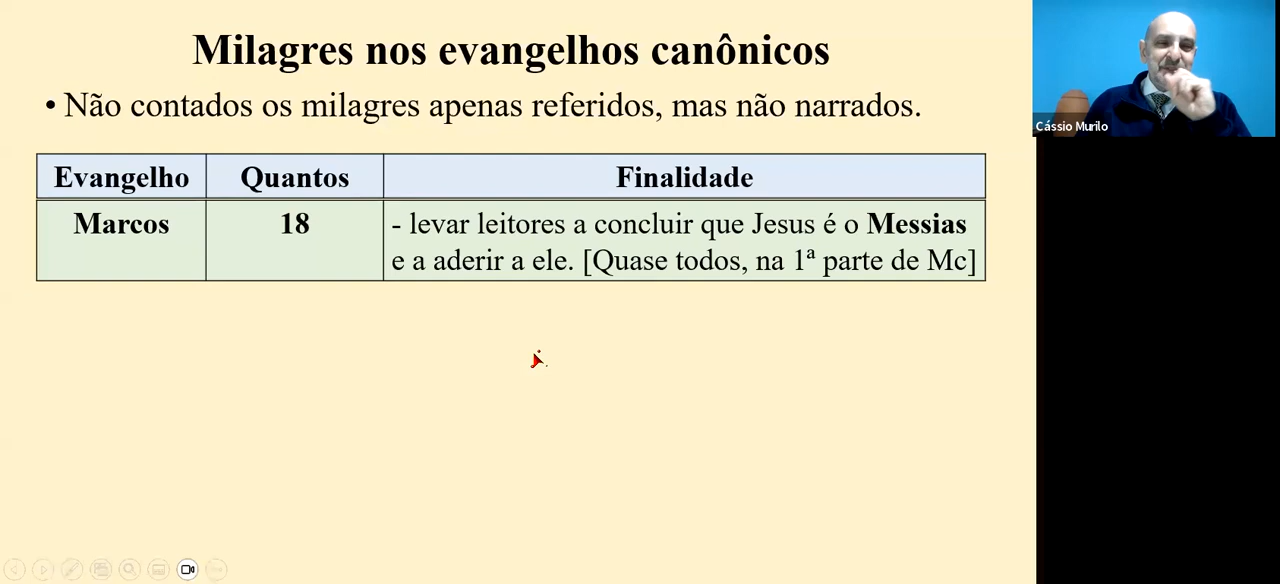 Milagres nos evangelhos canônicos
• Não contados os milagres apenas referidos, mas não narrados.
Evangelho Quantos Finalidade
Marcos 18 - levar leitores a concluir que Jesus é o Messias
e a aderir a ele. [Quase todos, na 1ª parte de Mc]
Cássio Murilo